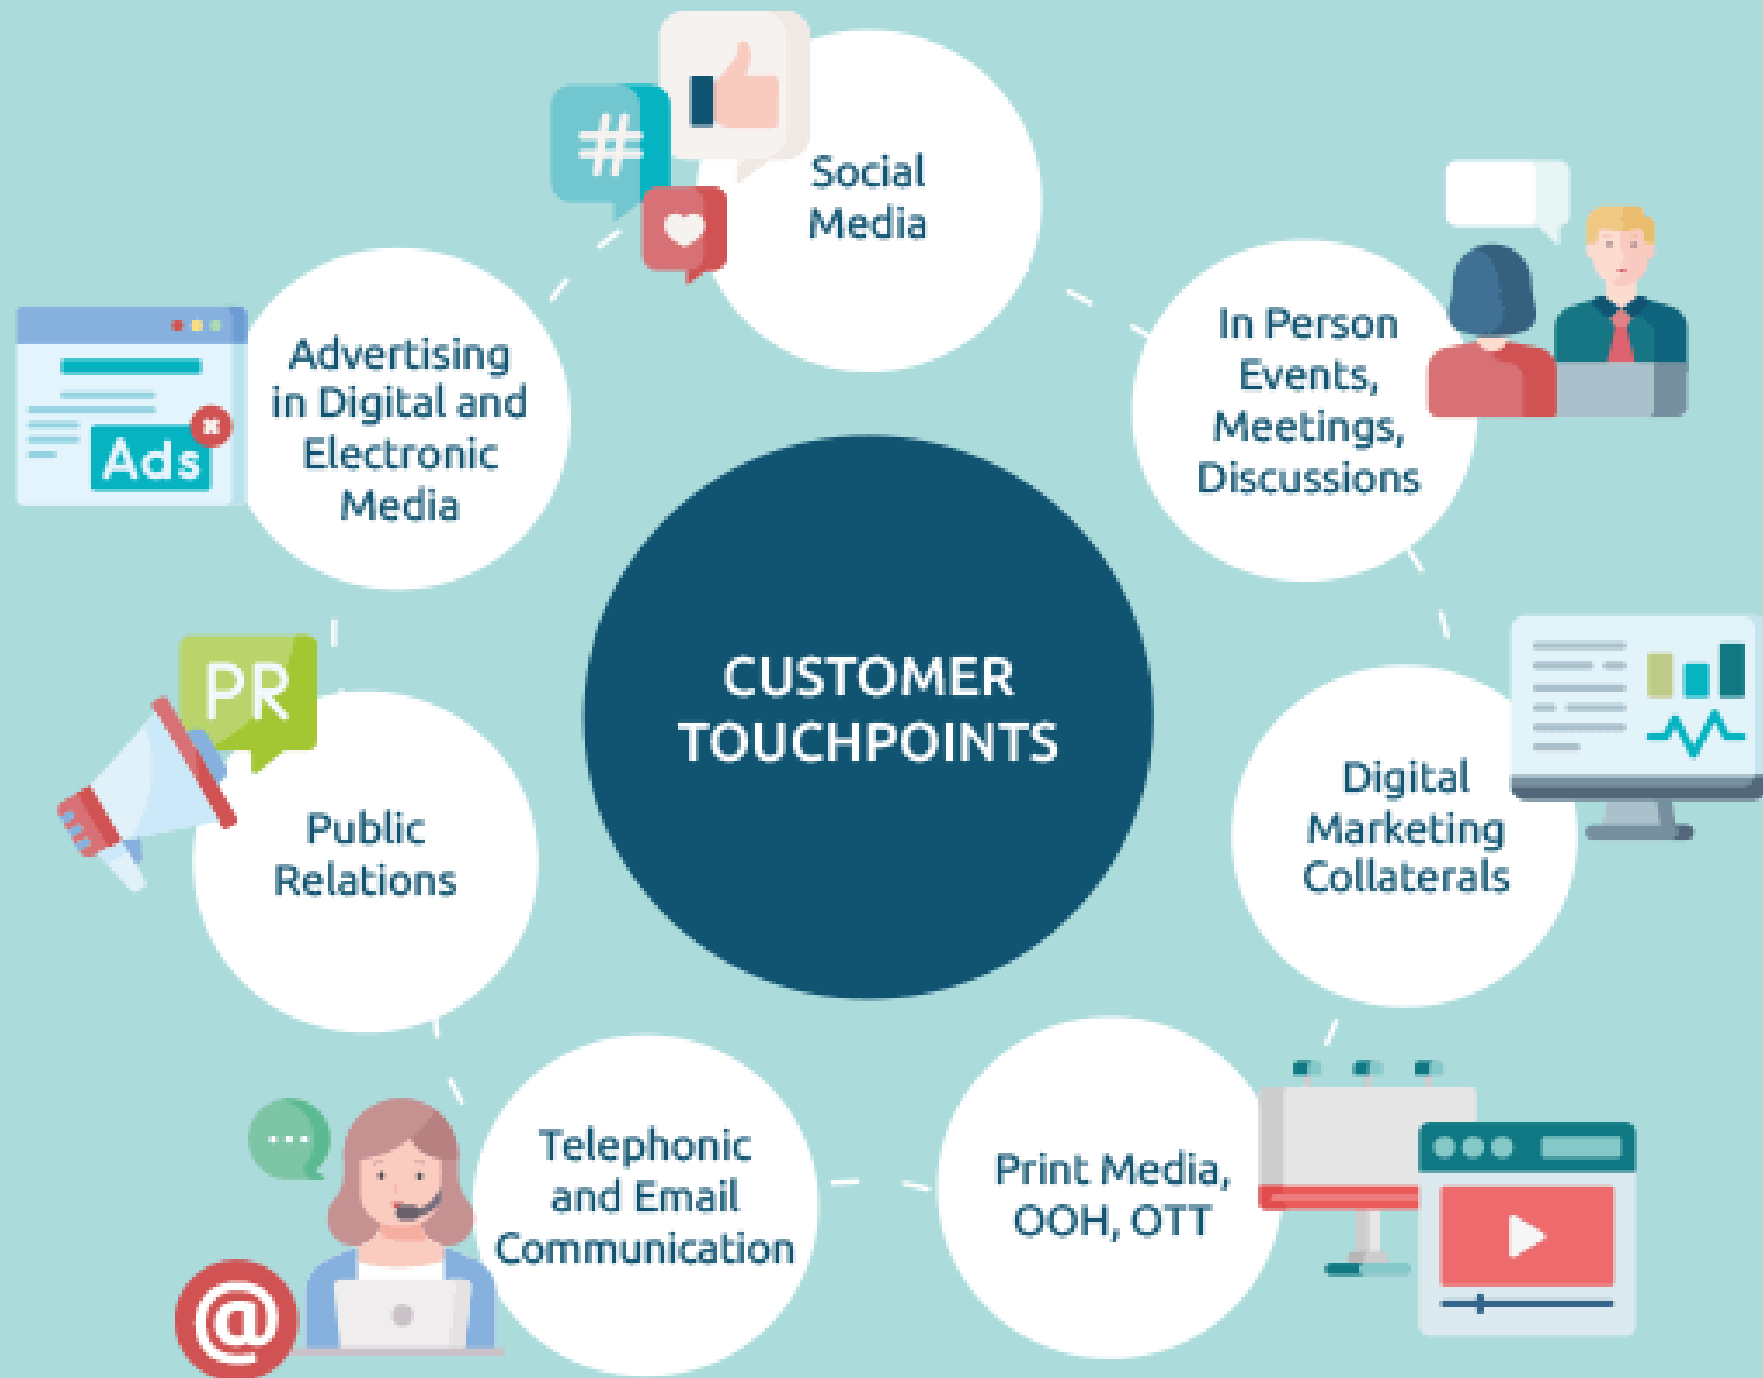 #
Social
Media
In Person
Events,
Meetings,
Discussions
Advertising
in Digital and
Electronic
Media
Ads
CUSTOMER
TOUCHPOINTS
PR
Public
Relations
Digital
Marketing
Collaterals
Telephonic
and Email
Communication
@
Print Media,
OOH, OTT